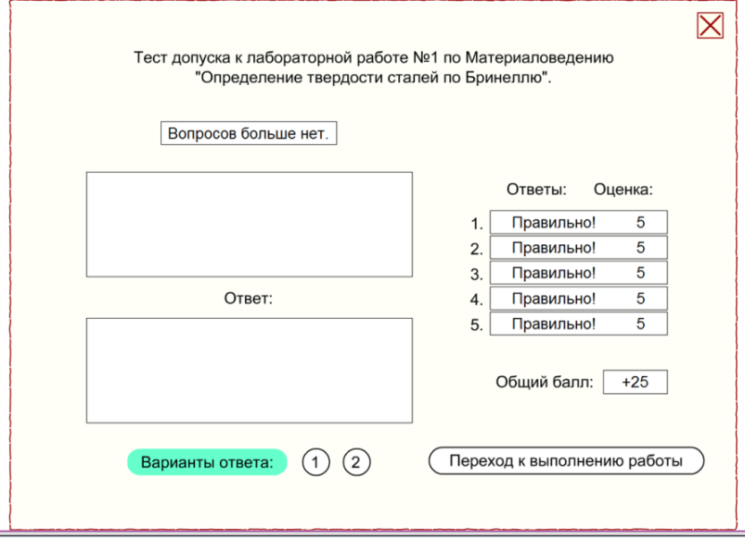 Тест допуска к лабораторной работе №1 по Материаловедению
"Определение твердости сталей по Бринеллю".
Вопросов больше нет.
Ответы: Оценка:
1. Правильно! 5
2. Правильно! 5
3. Правильно! 5
4. Правильно! 5
5. Правильно! 5
Ответ:
Общий балл: +25
Варианты ответа: 1 2
Переход к выполнению работы